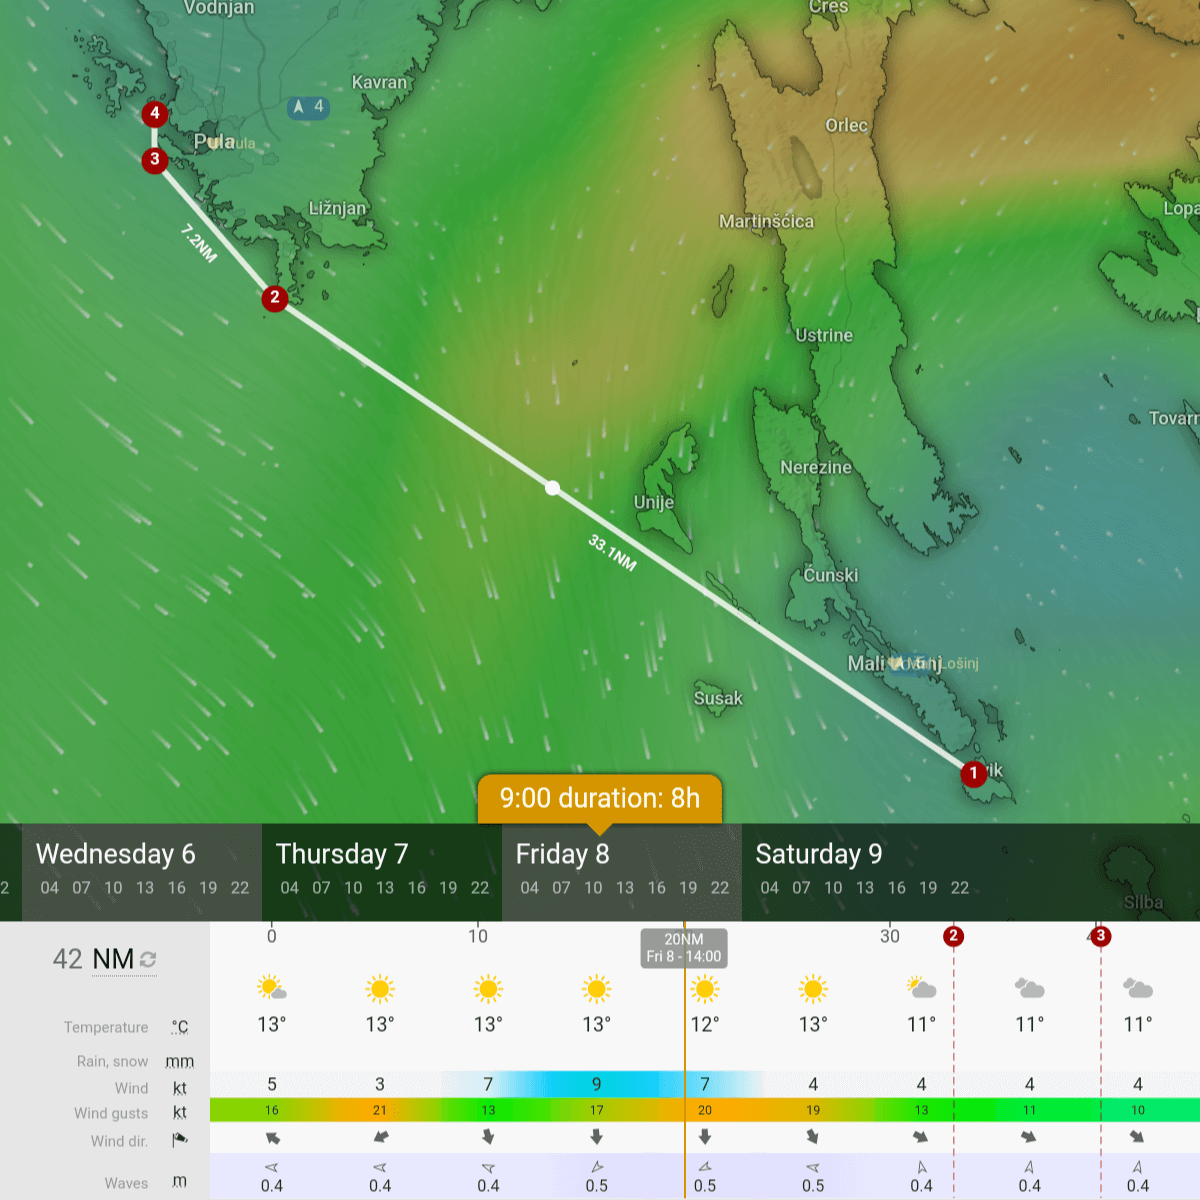 Vodnjan
Cres
Kavran
4
4
Pula
3
Orlec
Ližnjan
Lopa
Martinšćica
7.2NM
2
Ustrine
Tovarn
Nerezine
Unije
33.1NM
Čunski
Mali
Lošinj
Susak
1
ik
9:00 duration: 8h
Wednesday 6 Thursday 7 Friday 8 Saturday 9
2 04 07 10 13 16 19 22 04 07 10 13 16 19 22 04 07 10 13 16 19 22 04 07 10 13 16 19 22
Silba
0 10 30 2 3
20NM
Fri 8 - 14:00
42 NM
Temperature °C 13° 13° 13° 13° 12° 13° 11° 11° 11°
Rain, snow mm
Wind kt 5 3 7 9 7 4 4 4 4
Wind gusts kt 16 21 13 17 20 19 13 11 10
Wind dir.
Waves m 0.4 0.4 0.4 0.5 0.5 0.5 0.4 0.4 0.4